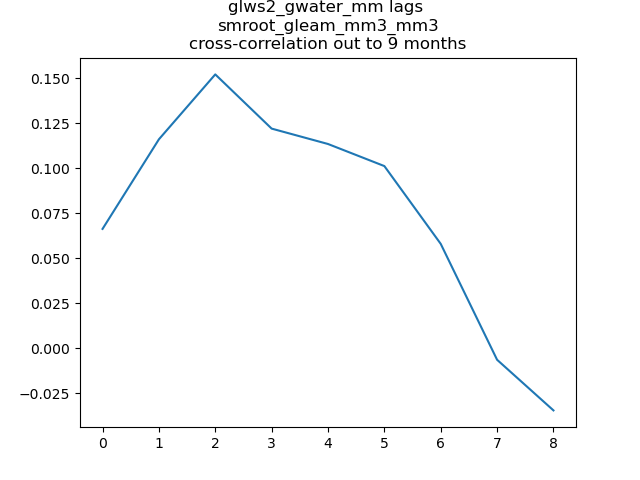 glws2_gwater_mm lags
smroot_gleam_mm3_mm3
cross-correlation out to 9 months
0.150
0.125
0.100
0.075
0.050
0.025
0.000
−0.025
0 1 2 3 4 5 6 7 8